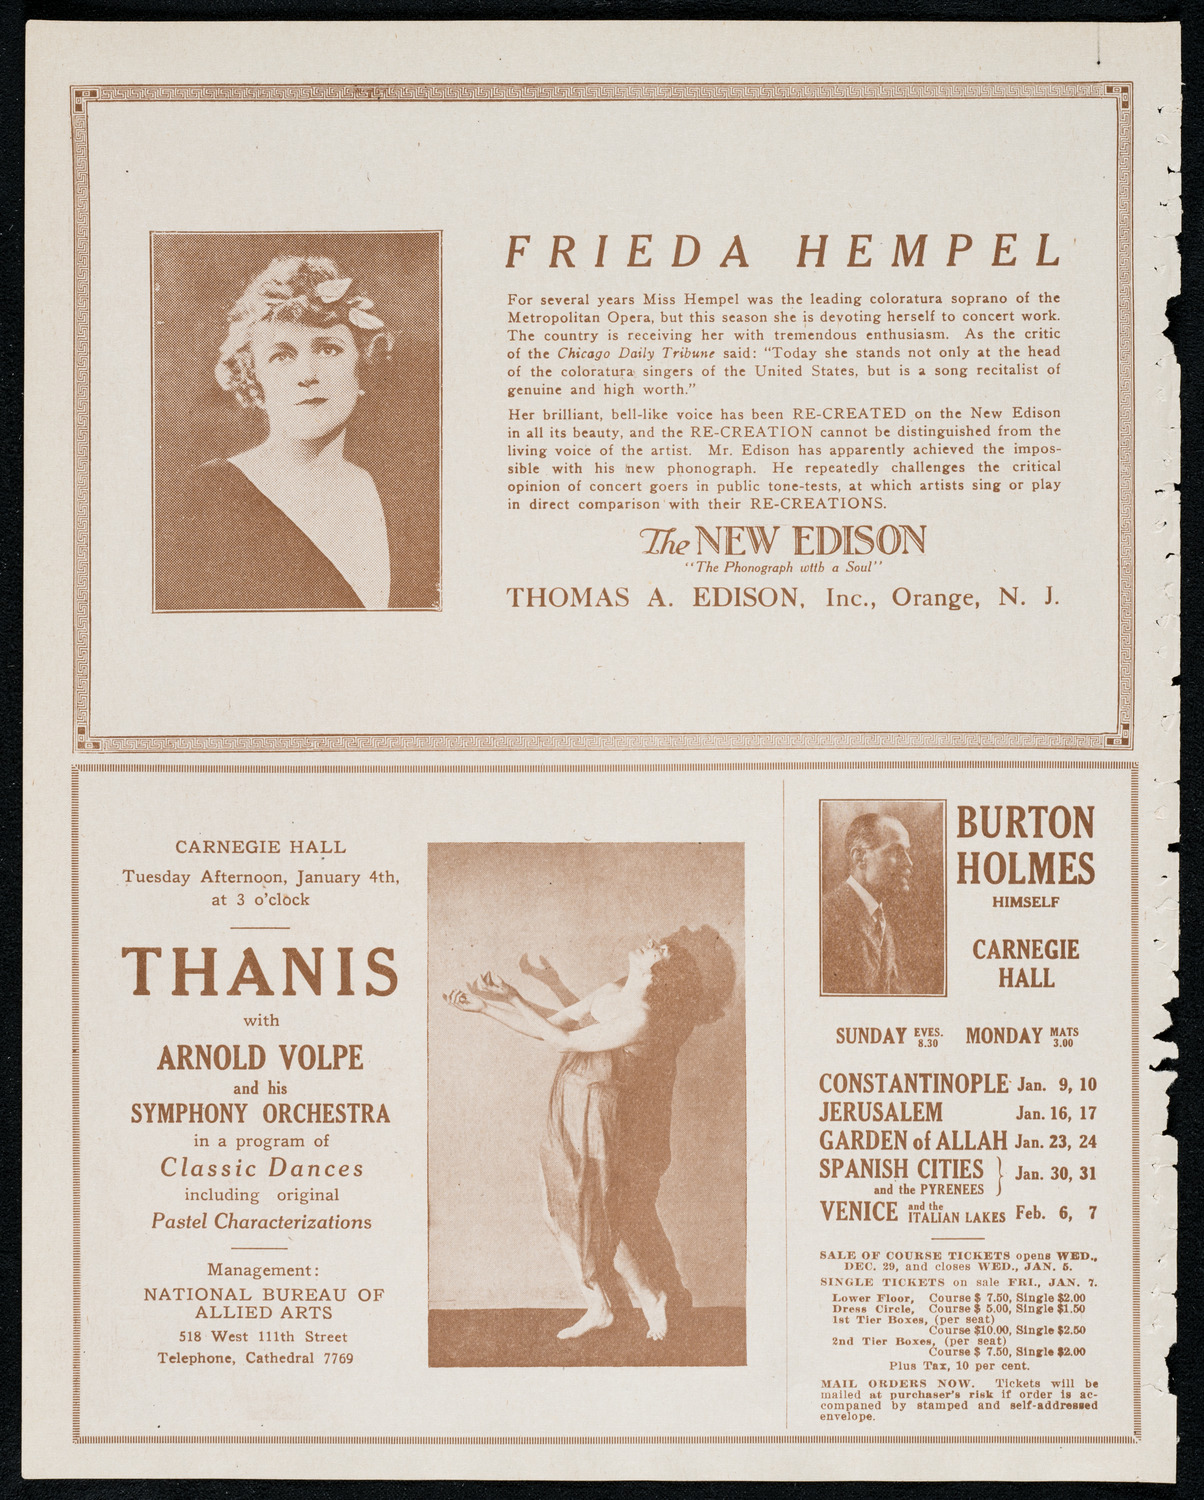 FRIEDA HEMPEL
For several years Miss Hempel was the leading coloratura soprano of the
Metropolitan Opera, but this season she is devoting herself to concert work.
The country is receiving her with tremendous enthusiasm. As the critic
of the Chicago Daily Tribune said: “Today she stands not only at the head
of the coloratura singers of the United States, but is a song recitalist of
genuine and high worth.”
Her brilliant, bell-like voice has been RE-CREATED on the New Edison
in all its beauty, and the RE-CREATION cannot be distinguished from the
living voice of the artist. Mr. Edison has apparently achieved the impos-
sible with his new phonograph. He repeatedly challenges the critical
opinion of concert goers in public tone-tests, at which artists sing or play
in direct comparison with their RE-CREATIONS.
The NEW EDISON
“The Phonograph wttb a Soul”
THOMAS A. EDISON, Inc., Orange, N. J.
CARNEGIE HALL
Tuesday Afternoon, January 4th,
at 3 o'clock
THANIS
with
ARNOLD VOLPE
and his
SYMPHONY ORCHESTRA
in a program of
Classic Dances
including original
Pastel Characterizations
Management:
NATIONAL BUREAU OF
ALLIED ARTS
518 West 111th Street
Telephone, Cathedral 7769
BURTON
HOLMES
HIMSELF
CARNEGIE
HALL
SUNDAY EVES. 8.30 MONDAY MATS 3.00
CONSTANTINOPLE Jan. 9, 10
JERUSALEM Jan. 16, 17
GARDEN of ALLAH Jan. 23, 24
SPANISH CITIES } Jan. 30, 31
and the PYRENEES
VENICE and the ITALIAN LAKES Feb. 6, 7
SALE OF COURSE TICKETS opens WED.,
DEC. 29, and closes WED., JAN. 5.
SINGLE TICKETS on sale FRI., JAN. 7.
Lower Floor, Course $ 7.50, Single $2.00
Dress Circle, Course $ 5.00, Single $1.50
1st Tier Boxes, (per seat)
Course $10.00, Single $2.50
2nd Tier Boxes, (per seat)
Course $ 7.50, Single $2.00
Plus Tax, 10 per cent.
MAIL ORDERS NOW. Tickets will be
mailed at purchaser's risk if order is ac-
companed by stamped and self-addressed
envelope.